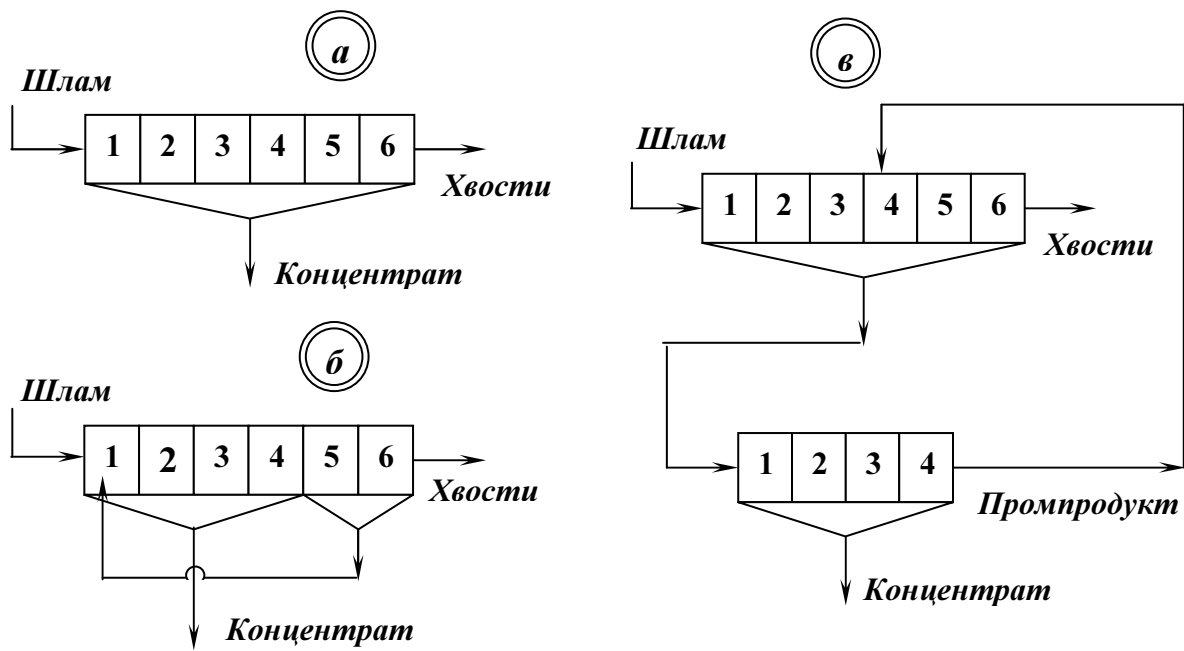 а
Шлам
1 2 3 4 5 6
Хвости
Концентрат
б
Шлам
1 2 3 4 5 6
Хвости
Концентрат
в
Шлам
1 2 3 4 5 6
Хвости
1 2 3 4
Промпродукт
Концентрат